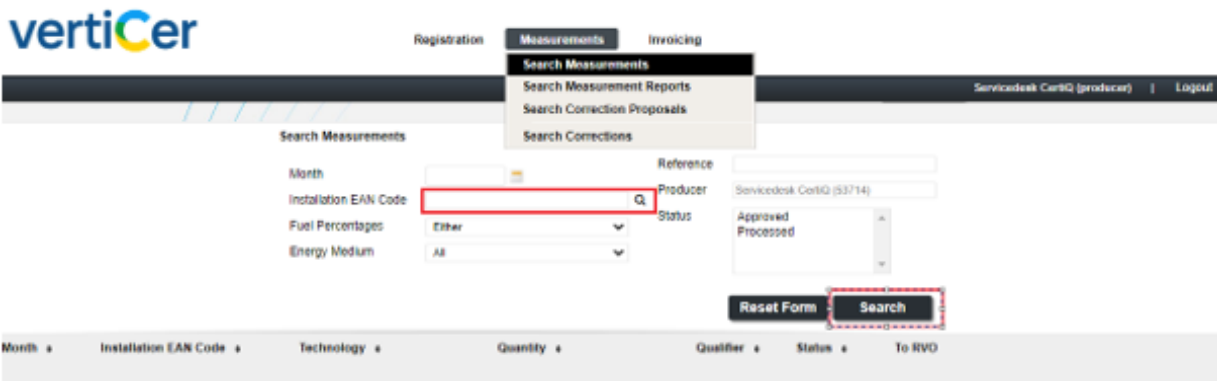 vertiCer
Registration Measurements Invoicing
Search Measurements
Search Measurement Reports
Servicedesk CertiQ (producer) | Logout
Search Correction Proposals
Search Measurements
Search Corrections
Month
Reference
Installation EAN Code
Producer Servicedesk CertiQ (53714)
Fuel Percentages Either
Status Approved
Processed
Energy Medium All
Reset Form Search
Month Installation EAN Code Technology Quantity Qualifier Status To RVO